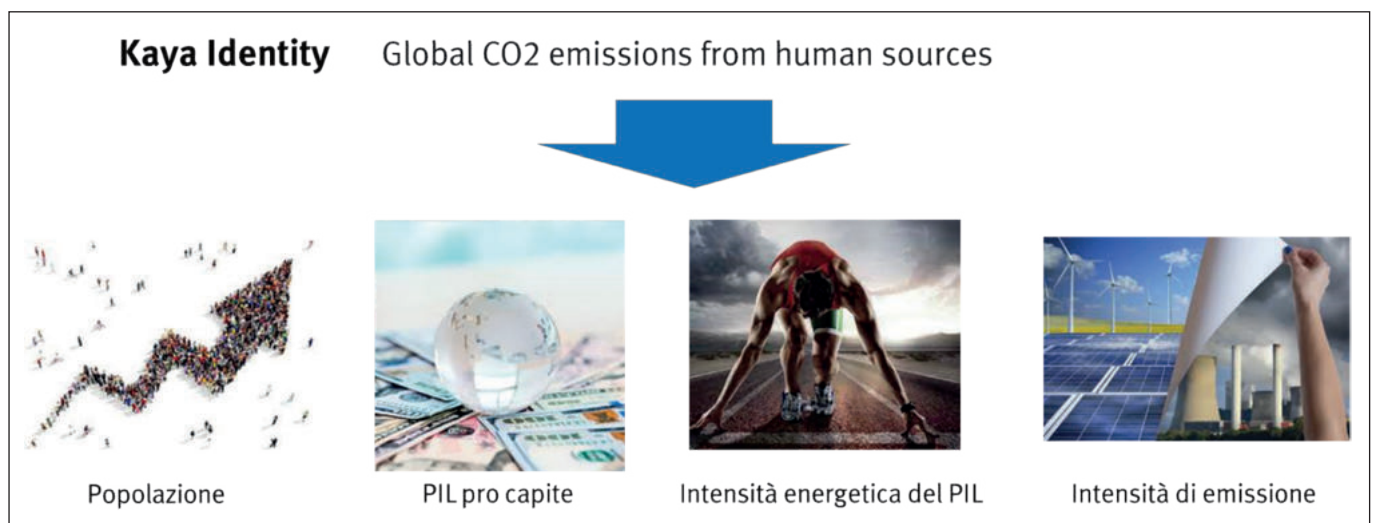 Kaya Identity Global CO2 emissions from human sources
Popolazione PIL pro capite Intensità energetica del PIL Intensità di emissione